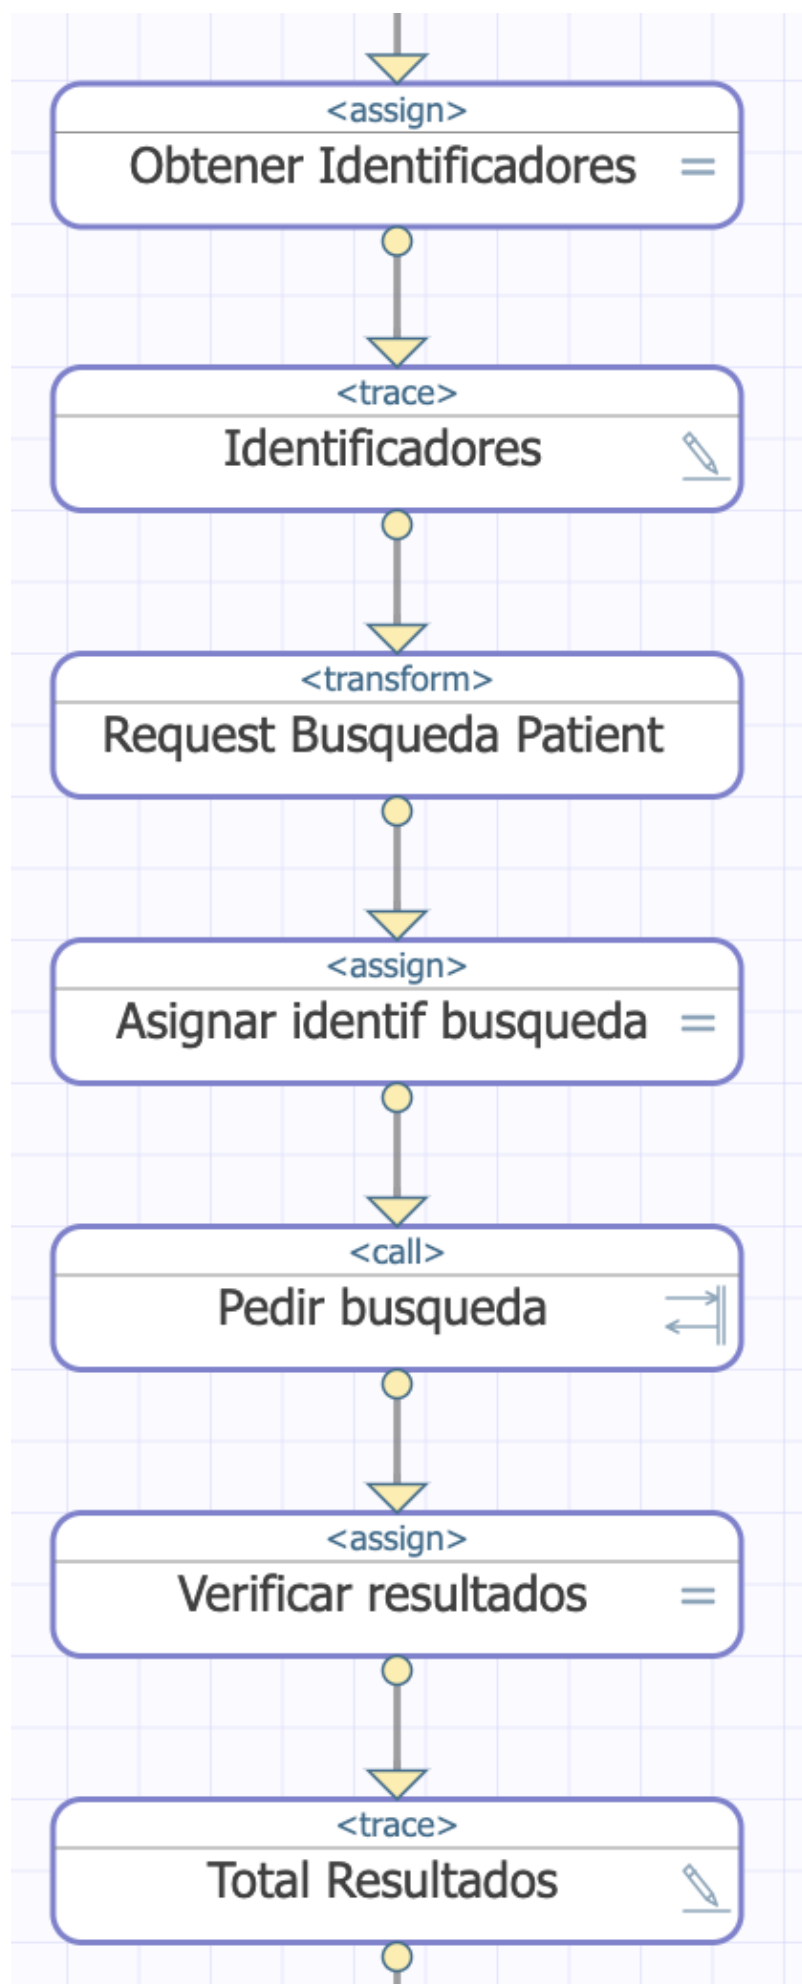 <assign>
Obtener Identificadores
<trace>
Identificadores
<transform>
Request Busqueda Patient
<assign>
Asignar identif busqueda
<call>
Pedir busqueda
<assign>
Verificar resultados
<trace>
Total Resultados